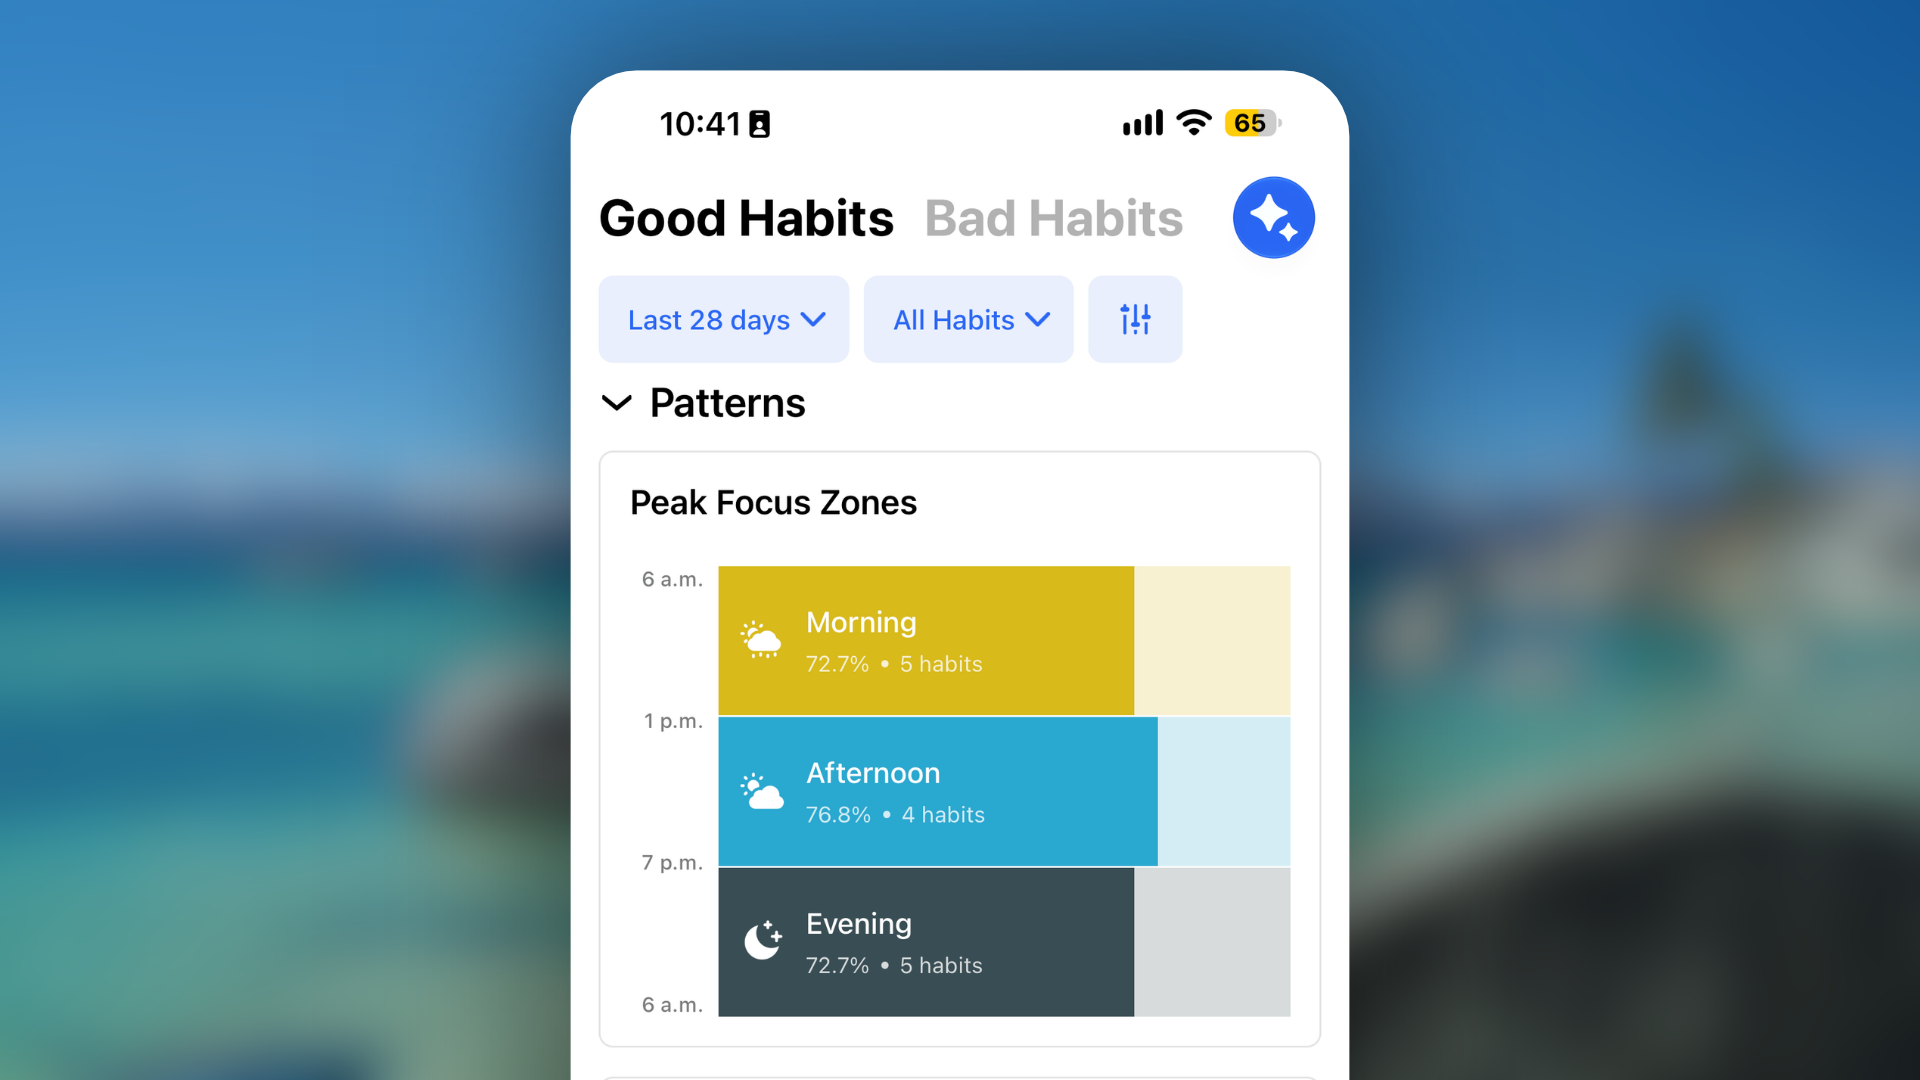 10:41
65
Good Habits Bad Habits
Last 28 days All Habits
Patterns
Peak Focus Zones
6 a.m.
Morning
72.7% • 5 habits
1 p.m.
Afternoon
76.8% • 4 habits
7 p.m.
Evening
72.7% • 5 habits
6 a.m.